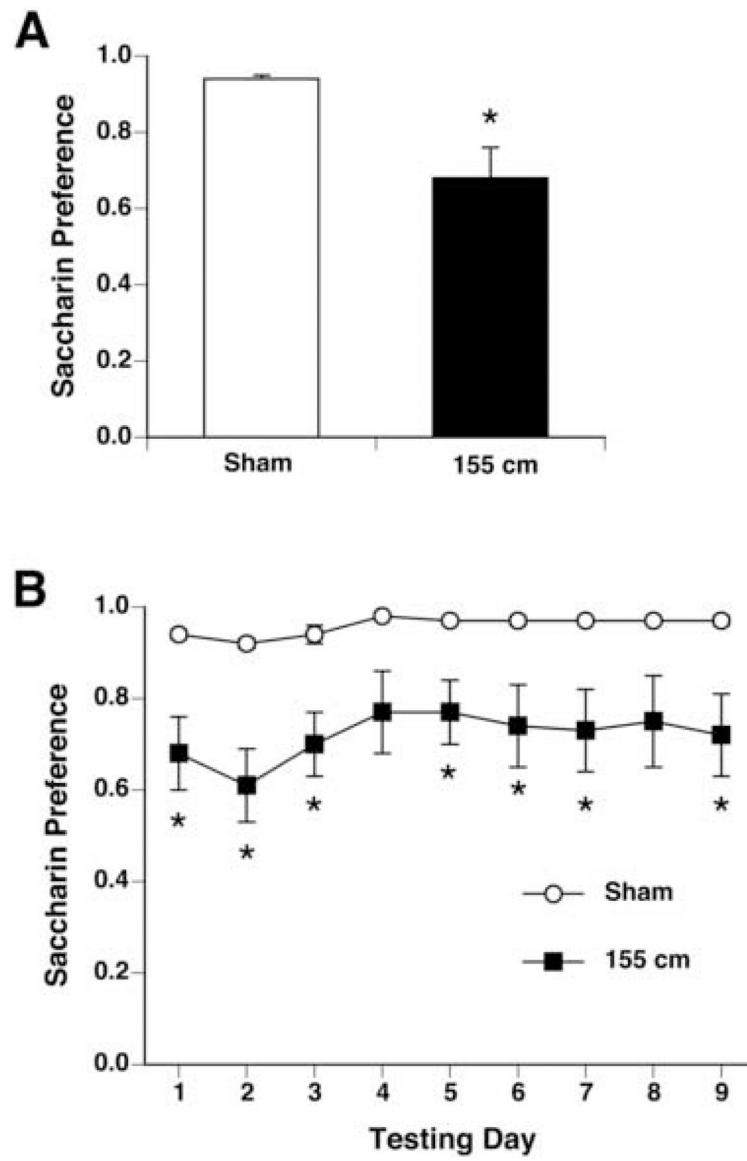 A
Saccharin Preference
1.0
0.8
0.6
0.4
0.2
0.0
*
Sham
155 cm
B
Saccharin Preference
1.0
0.8
0.6
0.4
0.2
0.0
* * * * * * *
Sham
155 cm
1 2 3 4 5 6 7 8 9
Testing Day